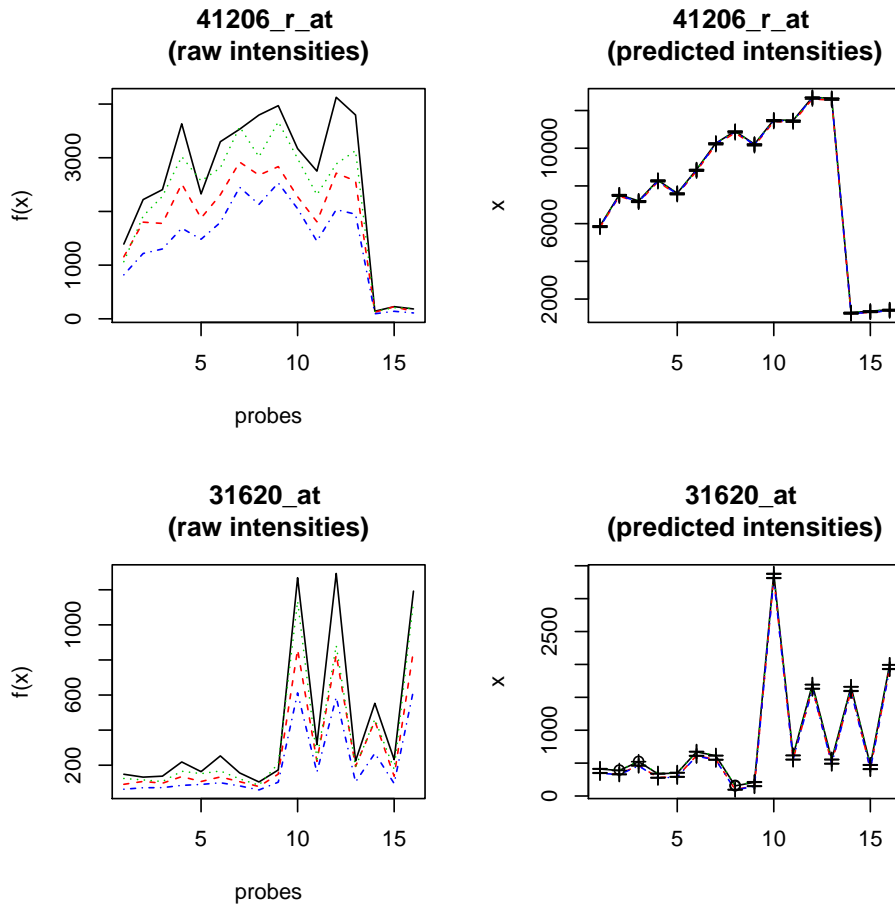 41206_r_at
(raw intensities)
f(x)
0 1000 3000
5 10 15
probes
41206_r_at
(predicted intensities)
x
2000 6000 10000
5 10 15
31620_at
(raw intensities)
f(x)
200 600 1000
5 10 15
probes
31620_at
(predicted intensities)
x
0 1000 2500
5 10 15